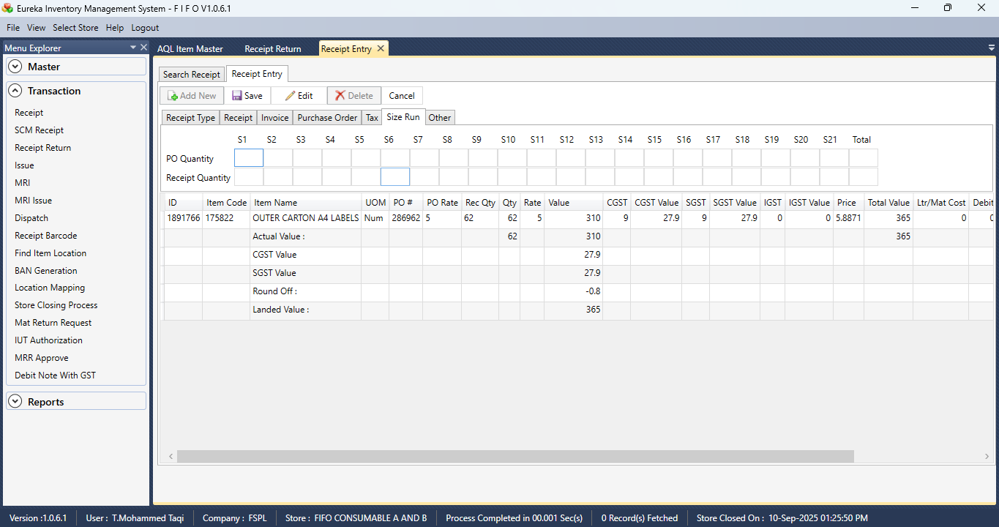 Eureka Inventory Management System - F I F O V1.0.6.1
File View Select Store Help Logout
Menu Explorer
AQL Item Master Receipt Return Receipt Entry
Master
Transaction
Receipt
SCM Receipt
Receipt Return
Issue
MRI
MRI Issue
Dispatch
Receipt Barcode
Find Item Location
BAN Generation
Location Mapping
Store Closing Process
Mat Return Request
IUT Authorization
MRR Approve
Debit Note With GST
Reports
Search Receipt Receipt Entry
Add New Save Edit Delete Cancel
Receipt Type Receipt Invoice Purchase Order Tax Size Run Other
S1 S2 S3 S4 S5 S6 S7 S8 S9 S10 S11 S12 S13 S14 S15 S16 S17 S18 S19 S20 S21 Total
PO Quantity
Receipt Quantity
ID Item Code Item Name UOM PO # PO Rate Rec Qty Qty Rate Value CGST CGST Value SGST SGST Value IGST IGST Value Price Total Value Ltr/Mat Cost Debit
1891766 175822 OUTER CARTON A4 LABELS Num 286962 5 62 62 5 310 9 27.9 9 27.9 0 0 5.8871 365 0 0
Actual Value : 62 310 365
CGST Value 27.9
SGST Value 27.9
Round Off : -0.8
Landed Value : 365
Version :1.0.6.1 User : T.Mohammed Taqi Company : FSPL Store : FIFO CONSUMABLE A AND B Process Completed in 00.001 Sec(s) 0 Record(s) Fetched Store Closed On : 10-Sep-2025 01:25:50 PM